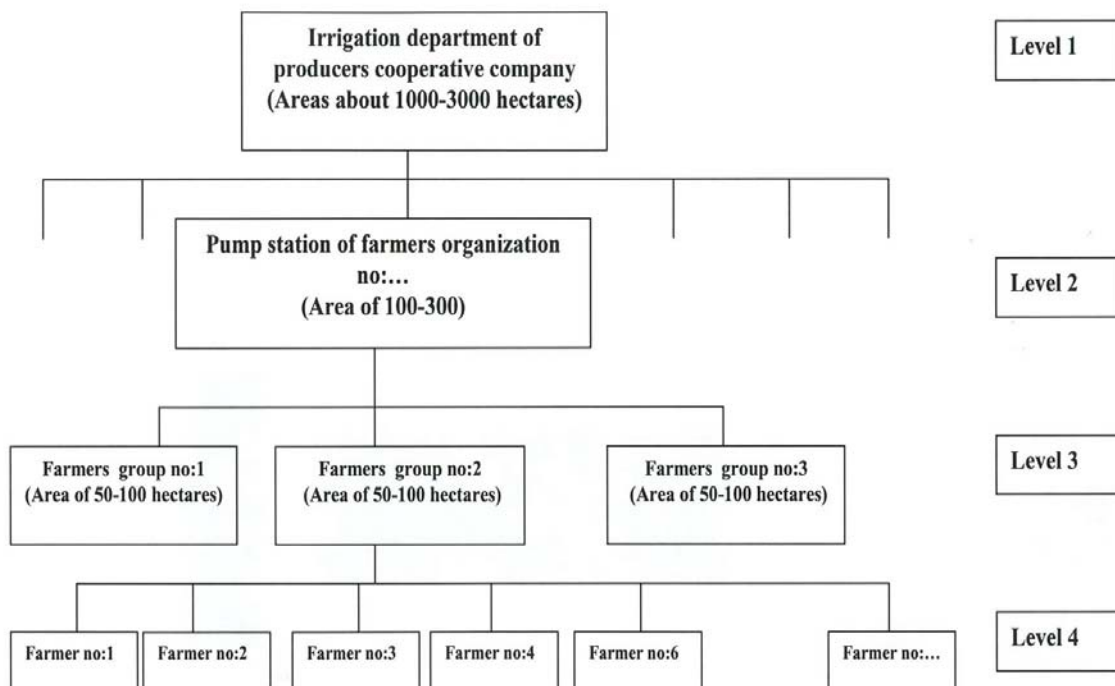 Irrigation department of
producers cooperative company
(Areas about 1000-3000 hectares)
Level 1
Pump station of farmers organization
no:…
(Area of 100-300)
Level 2
Farmers group no:1
(Area of 50-100 hectares)
Farmers group no:2
(Area of 50-100 hectares)
Farmers group no:3
(Area of 50-100 hectares)
Level 3
Farmer no:1
Farmer no:2
Farmer no:3
Farmer no:4
Farmer no:6
Farmer no:…
Level 4